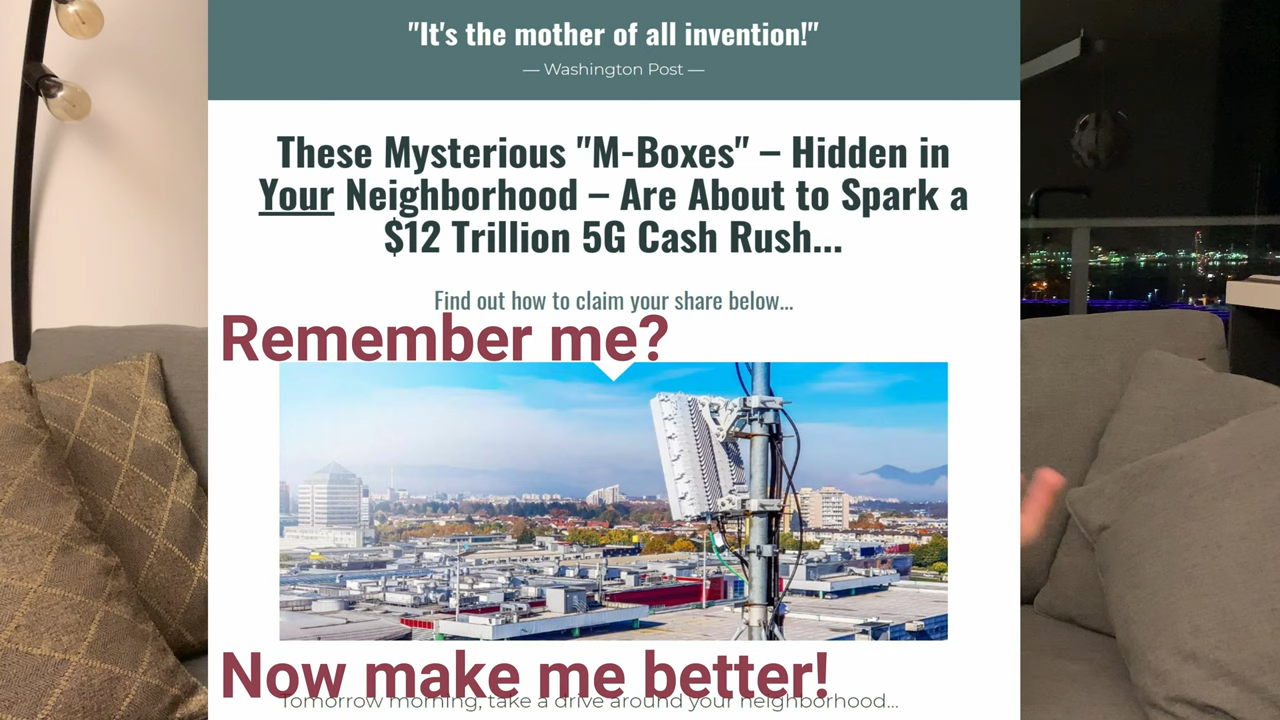 "It's the mother of all invention!"
— Washington Post —
These Mysterious "M-Boxes" – Hidden in
Your Neighborhood – Are About to Spark a
$12 Trillion 5G Cash Rush...
Find out how to claim your share below...
Remember me?
Now make me better!
Tomorrow morning, take a drive around your neighborhood...